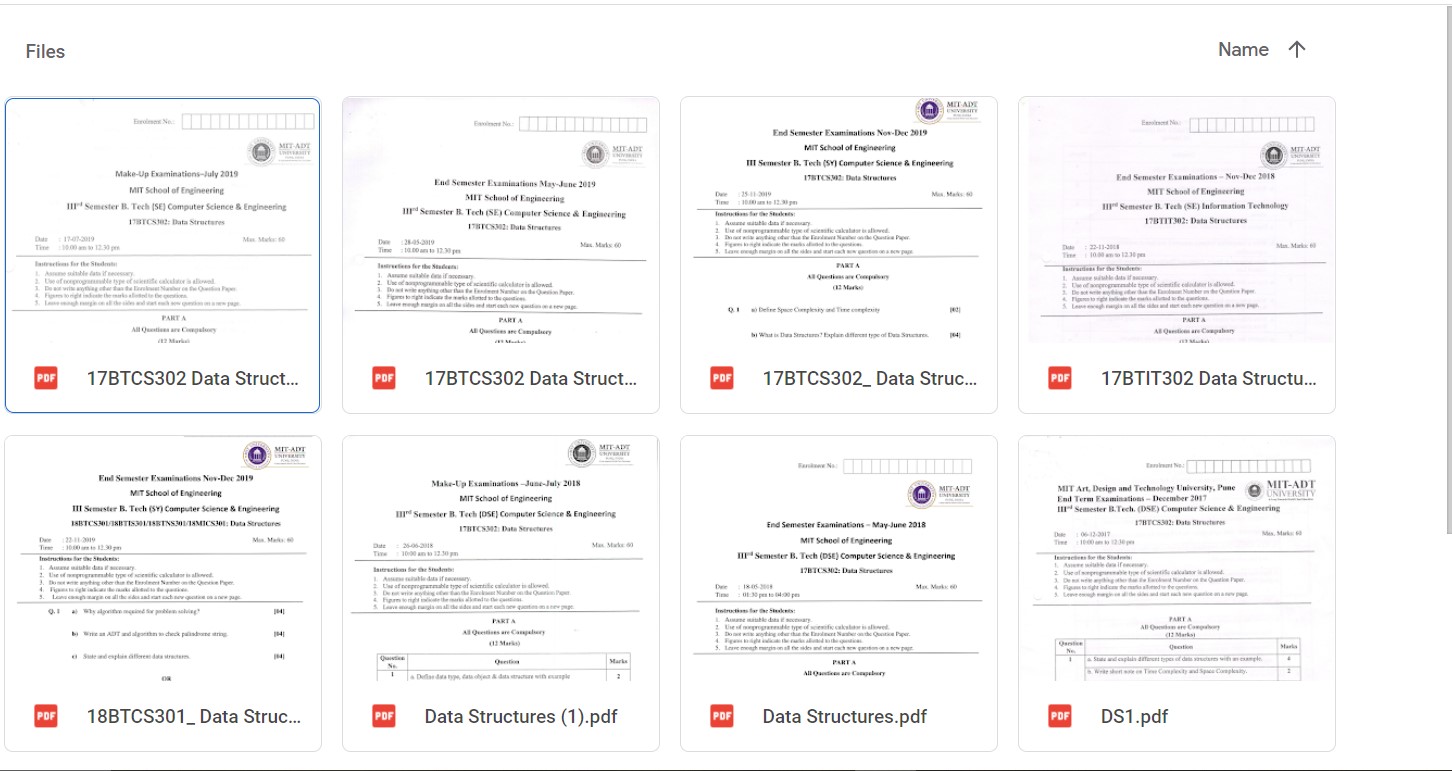 Files
Name
Enrolment No.:
MIT-ADT
UNIVERSITY
Make-Up Examinations–July 2019
MIT School of Engineering
IIIrd Semester B. Tech (SE) Computer Science & Engineering
17BTCS302: Data Structures
Date : 17-07-2019 Max. Marks: 60
Time : 10.00 am to 12.30 pm
Instructions for the Students:
1. Assume suitable data if necessary.
2. Use of nonprogrammable type of scientific calculator is allowed.
3. Do not write anything other than the Enrolment Number on the Question Paper.
4. Figures to right indicate the marks allotted to the questions.
5. Leave enough margin on all the sides and start each new question on a new page.
PART A
All Questions are Compulsory
(12 Marks)
PDF 17BTCS302 Data Struct...
Enrolment No.:
MIT-ADT
UNIVERSITY
End Semester Examinations May-June 2019
MIT School of Engineering
IIIrd Semester B. Tech (SE) Computer Science & Engineering
17BTCS302: Data Structures
Date : 28-05-2019 Max. Marks: 60
Time : 10.00 am to 12.30 pm
Instructions for the Students:
1. Assume suitable data if necessary.
2. Use of nonprogrammable type of scientific calculator is allowed.
3. Do not write anything other than the Enrolment Number on the Question Paper.
4. Figures to right indicate the marks allotted to the questions.
5. Leave enough margin on all the sides and start each new question on a new page.
PART A
All Questions are Compulsory
(12 Marks)
PDF 17BTCS302 Data Struct...
MIT-ADT
UNIVERSITY
End Semester Examinations Nov-Dec 2019
MIT School of Engineering
III Semester B. Tech (SY) Computer Science & Engineering
17BTCS302: Data Structures
Date : 25-11-2019 Max. Marks: 60
Time : 10.00 am to 12.30 pm
Instructions for the Students:
1. Assume suitable data if necessary.
2. Use of nonprogrammable type of scientific calculator is allowed.
3. Do not write anything other than the Enrolment Number on the Question Paper.
4. Figures to right indicate the marks allotted to the questions.
5. Leave enough margin on all the sides and start each new question on a new page.
PART A
All Questions are Compulsory
(12 Marks)
Q. 1 a) Define Space Complexity and Time complexity [02]
b) What is Data Structures? Explain different type of Data Structures. [04]
PDF 17BTCS302_ Data Struc...
Enrolment No.:
MIT-ADT
UNIVERSITY
End Semester Examinations – Nov-Dec 2018
MIT School of Engineering
IIIrd Semester B. Tech (SE) Information Technology
17BTIT302: Data Structures
Date : 22-11-2018 Max. Marks: 60
Time : 10.00 am to 12.30 pm
Instructions for the Students:
1. Assume suitable data if necessary.
2. Use of nonprogrammable type of scientific calculator is allowed.
3. Do not write anything other than the Enrolment Number on the Question Paper.
4. Figures to right indicate the marks allotted to the questions.
5. Leave enough margin on all the sides and start each new question on a new page.
PART A
All Questions are Compulsory
(12 Marks)
PDF 17BTIT302 Data Structu...
MIT-ADT
UNIVERSITY
End Semester Examinations Nov-Dec 2019
MIT School of Engineering
III Semester B. Tech (SY) Computer Science & Engineering
18BTCS301/18BTIS301/18BTNS301/18MICS301: Data Structures
Date : 22-11-2019 Max. Marks: 60
Time : 10.00 am to 12.30 pm
Instructions for the Students:
1. Assume suitable data if necessary.
2. Use of nonprogrammable type of scientific calculator is allowed.
3. Do not write anything other than the Enrolment Number on the Question Paper.
4. Figures to right indicate the marks allotted to the questions.
5. Leave enough margin on all the sides and start each new question on a new page.
Q. 1 a) Why algorithm required for problem solving? [04]
b) Write an ADT and algorithm to check palindrome string. [04]
c) State and explain different data structures. [04]
OR
PDF 18BTCS301_ Data Struc...
MIT-ADT
UNIVERSITY
Make-Up Examinations –June-July 2018
MIT School of Engineering
IIIrd Semester B. Tech (DSE) Computer Science & Engineering
17BTCS302: Data Structures
Date : 26-06-2018 Max. Marks: 60
Time : 10:00 am to 12:30 pm
Instructions for the Students:
1. Assume suitable data if necessary.
2. Use of nonprogrammable type of scientific calculator is allowed.
3. Do not write anything other than the Enrolment Number on the Question Paper.
4. Figures to right indicate the marks allotted to the questions.
5. Leave enough margin on all the sides and start each new question on a new page.
PART A
All Questions are Compulsory
(12 Marks)
Question No. Question Marks
1 a. Define data type, data object & data structure with example 2
PDF Data Structures (1).pdf
Enrolment No.:
MIT-ADT
UNIVERSITY
End Semester Examinations – May-June 2018
MIT School of Engineering
IIIrd Semester B. Tech (DSE) Computer Science & Engineering
17BTCS302: Data Structures
Date : 18-05-2018 Max. Marks: 60
Time : 01:30 pm to 04:00 pm
Instructions for the Students:
1. Assume suitable data if necessary.
2. Use of nonprogrammable type of scientific calculator is allowed.
3. Do not write anything other than the Enrolment Number on the Question Paper.
4. Figures to right indicate the marks allotted to the questions.
5. Leave enough margin on all the sides and start each new question on a new page.
PART A
All Questions are Compulsory
PDF Data Structures.pdf
Enrolment No.:
MIT Art, Design and Technology University, Pune
MIT-ADT
UNIVERSITY
End Term Examinations – December 2017
IIIrd Semester B.Tech. (DSE) Computer Science & Engineering
17BTCS302: Data Structures
Date : 06-12-2017 Max. Marks: 60
Time : 10:00 am to 12:30 pm
Instructions for the Students:
1. Assume suitable data if necessary.
2. Use of nonprogrammable type of scientific calculator is allowed.
3. Do not write anything other than the Enrolment Number on the Question Paper.
4. Figures to right indicate the marks allotted to the questions.
5. Leave enough margin on all the sides and start each new question on a new page.
PART A
All Questions are Compulsory
(12 Marks)
Question No. Question Marks
1 a. State and explain different types of data structures with an example. 4
b. Write short note on Time Complexity and Space Complexity. 2
PDF DS1.pdf